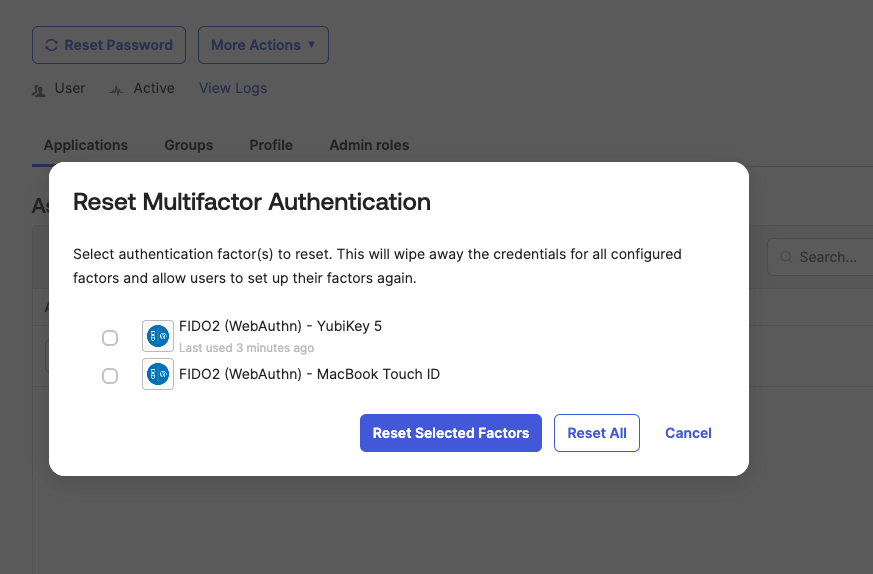 Reset Password
More Actions ▼
User
Active
View Logs
Applications
Groups
Profile
Admin roles
Reset Multifactor Authentication
Search...
Select authentication factor(s) to reset. This will wipe away the credentials for all configured
factors and allow users to set up their factors again.
FIDO2 (WebAuthn) - YubiKey 5
Last used 3 minutes ago
FIDO2 (WebAuthn) - MacBook Touch ID
Reset Selected Factors
Reset All
Cancel